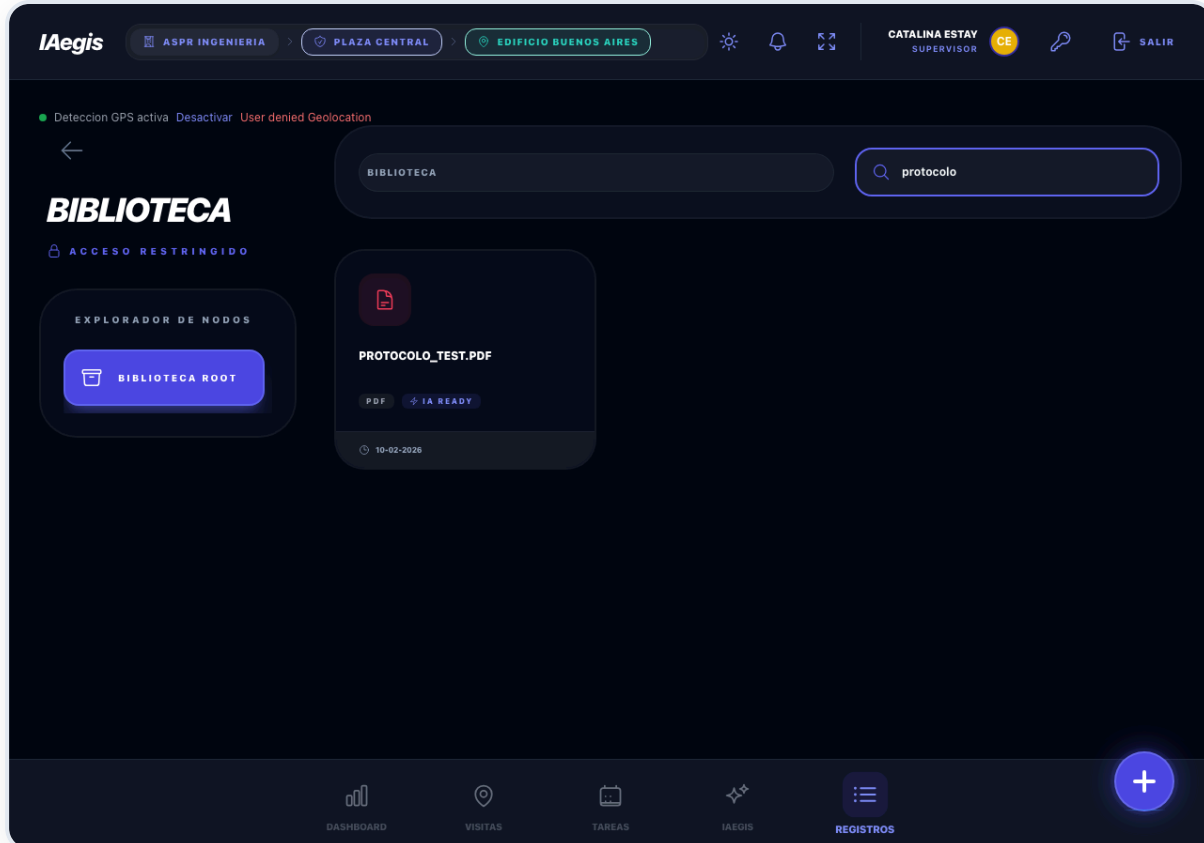 IAegis
ASPR INGENIERIA
PLAZA CENTRAL
EDIFICIO BUENOS AIRES
CATALINA ESTAY
SUPERVISOR
CE
SALIR
Deteccion GPS activa Desactivar User denied Geolocation
BIBLIOTECA
ACCESO RESTRINGIDO
EXPLORADOR DE NODOS
BIBLIOTECA ROOT
BIBLIOTECA
protocolo
PROTOCOLO_TEST.PDF
PDF
IA READY
10-02-2026
DASHBOARD
VISITAS
TAREAS
IAEGIS
REGISTROS